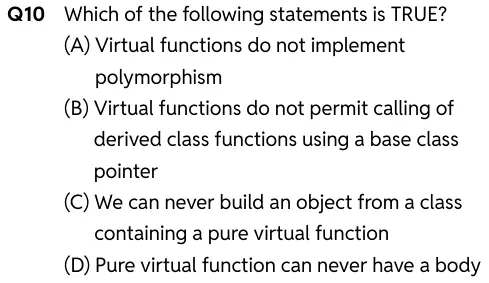 Q10 Which of the following statements is TRUE?
(A) Virtual functions do not implement
polymorphism
(B) Virtual functions do not permit calling of
derived class functions using a base class
pointer
(C) We can never build an object from a class
containing a pure virtual function
(D) Pure virtual function can never have a body